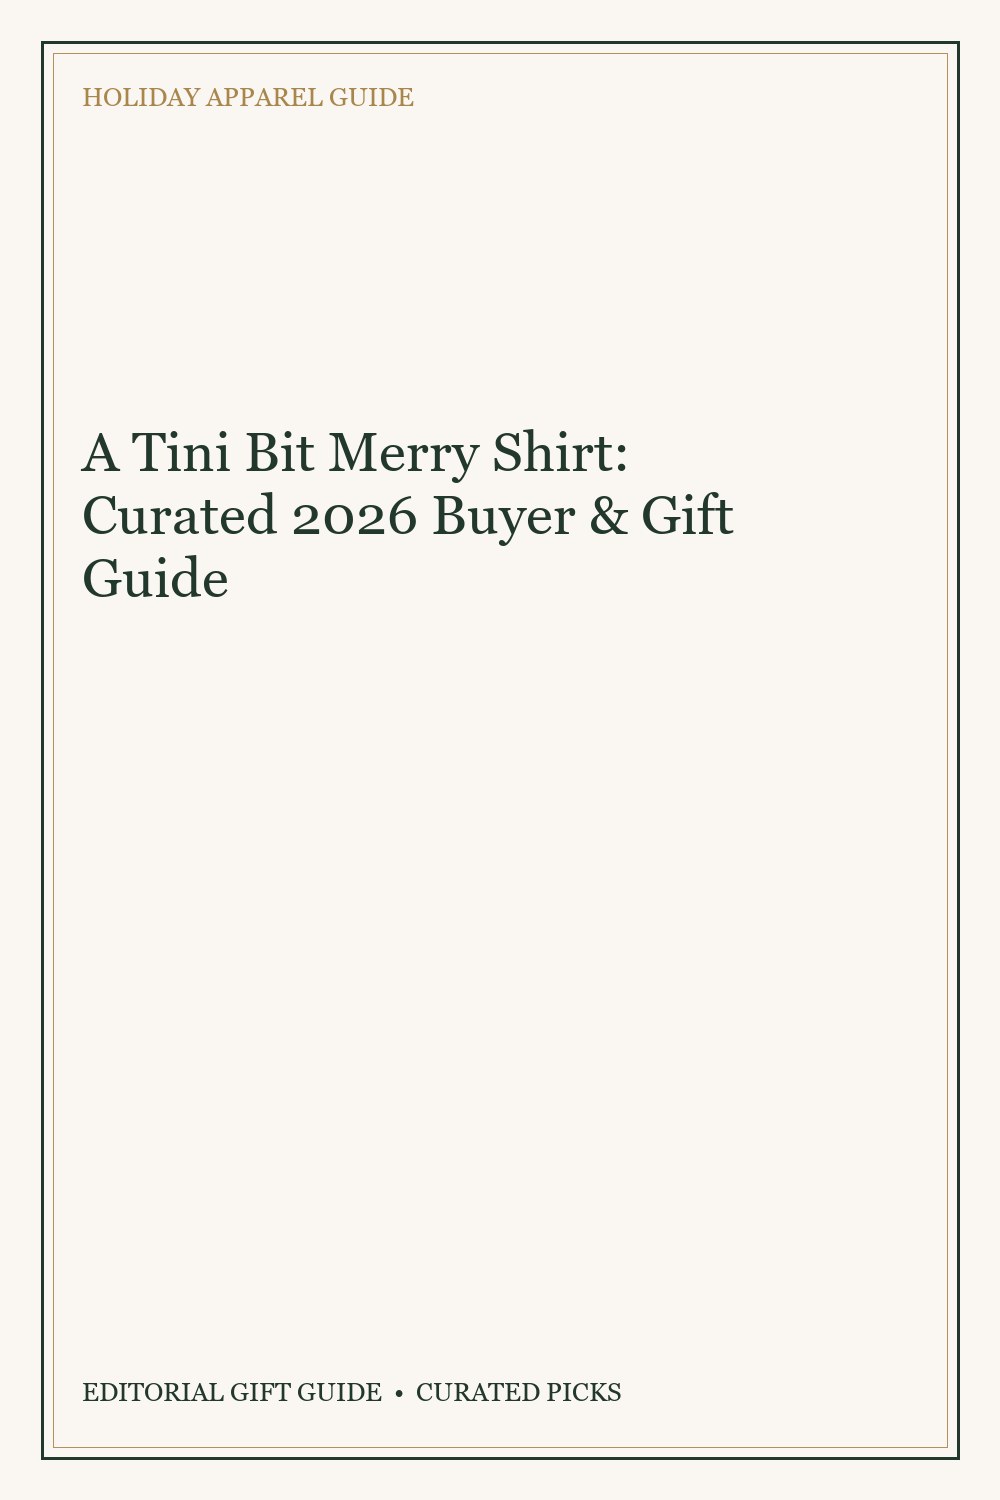 HOLIDAY APPAREL GUIDE
A Tini Bit Merry Shirt:
Curated 2026 Buyer & Gift
Guide
EDITORIAL GIFT GUIDE • CURATED PICKS